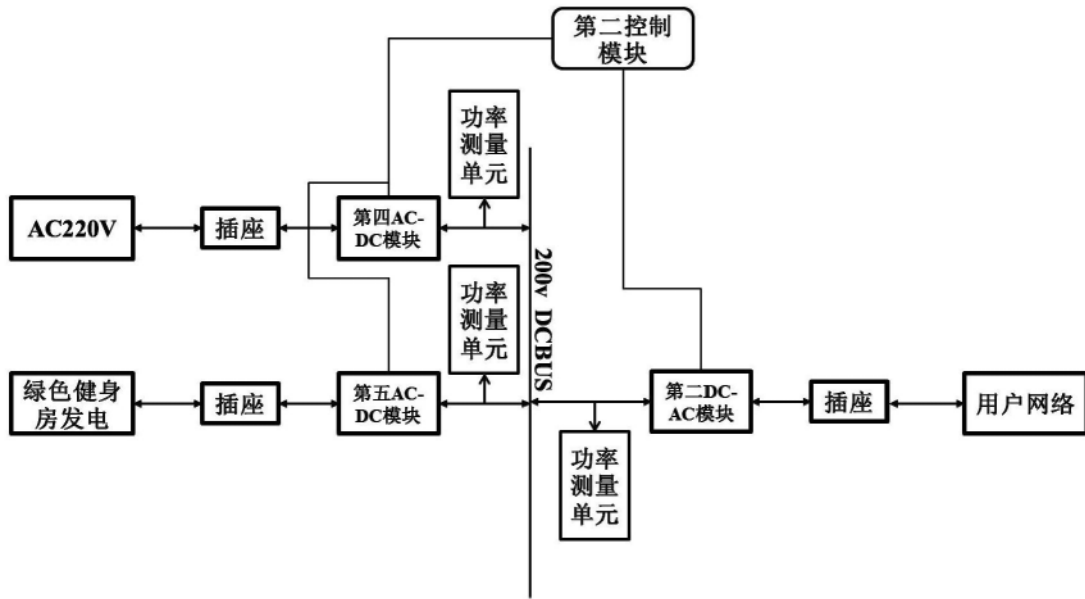 第二控制
模块
功率
测量
单元
AC220V
插座
第四AC-
DC模块
200v DCBUS
功率
测量
单元
绿色健身
房发电
插座
第五AC-
DC模块
第二DC-
AC模块
插座
用户网络
功率
测量
单元